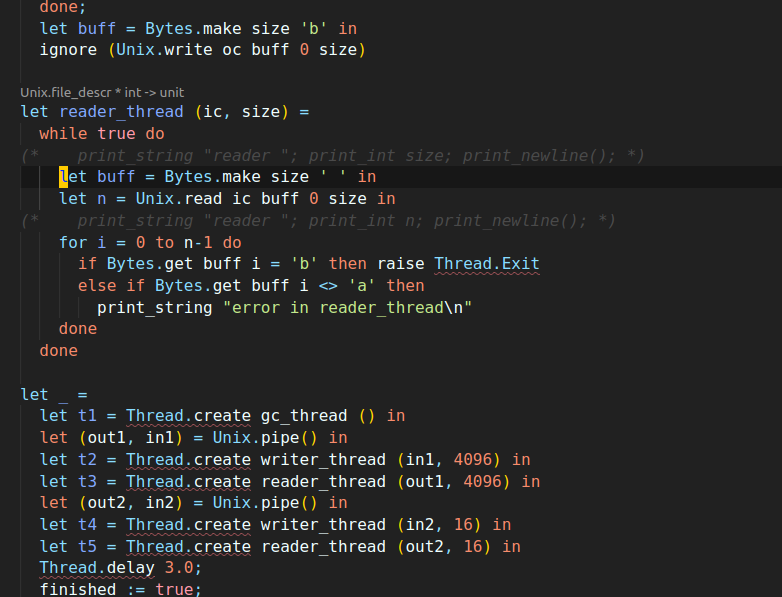 done;
let buff = Bytes.make size 'b' in
ignore (Unix.write oc buff 0 size)
Unix.file_descr * int -> unit
let reader_thread (ic, size) =
while true do
(*    print_string "reader "; print_int size; print_newline(); *)
let buff = Bytes.make size ' ' in
let n = Unix.read ic buff 0 size in
(*    print_string "reader "; print_int n; print_newline(); *)
for i = 0 to n-1 do
if Bytes.get buff i = 'b' then raise Thread.Exit
else if Bytes.get buff i <> 'a' then
print_string "error in reader_thread\n"
done
done
let _ =
let t1 = Thread.create gc_thread () in
let (out1, in1) = Unix.pipe() in
let t2 = Thread.create writer_thread (in1, 4096) in
let t3 = Thread.create reader_thread (out1, 4096) in
let (out2, in2) = Unix.pipe() in
let t4 = Thread.create writer_thread (in2, 16) in
let t5 = Thread.create reader_thread (out2, 16) in
Thread.delay 3.0;
finished := true;